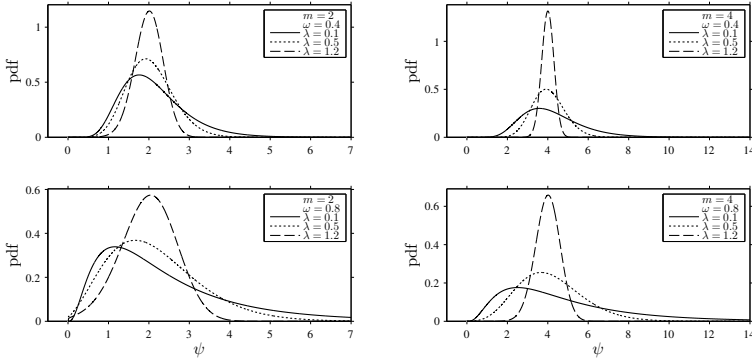 m = 2
ω = 0.4
λ = 0.1
λ = 0.5
λ = 1.2
pdf
1
0.5
0
0 1 2 3 4 5 6 7
m = 4
ω = 0.4
λ = 0.1
λ = 0.5
λ = 1.2
pdf
1
0.5
0
0 2 4 6 8 10 12 14
m = 2
ω = 0.8
λ = 0.1
λ = 0.5
λ = 1.2
pdf
0.6
0.4
0.2
0
0 1 2 3 4 5 6 7
ψ
m = 4
ω = 0.8
λ = 0.1
λ = 0.5
λ = 1.2
pdf
0.6
0.4
0.2
0
0 2 4 6 8 10 12 14
ψ